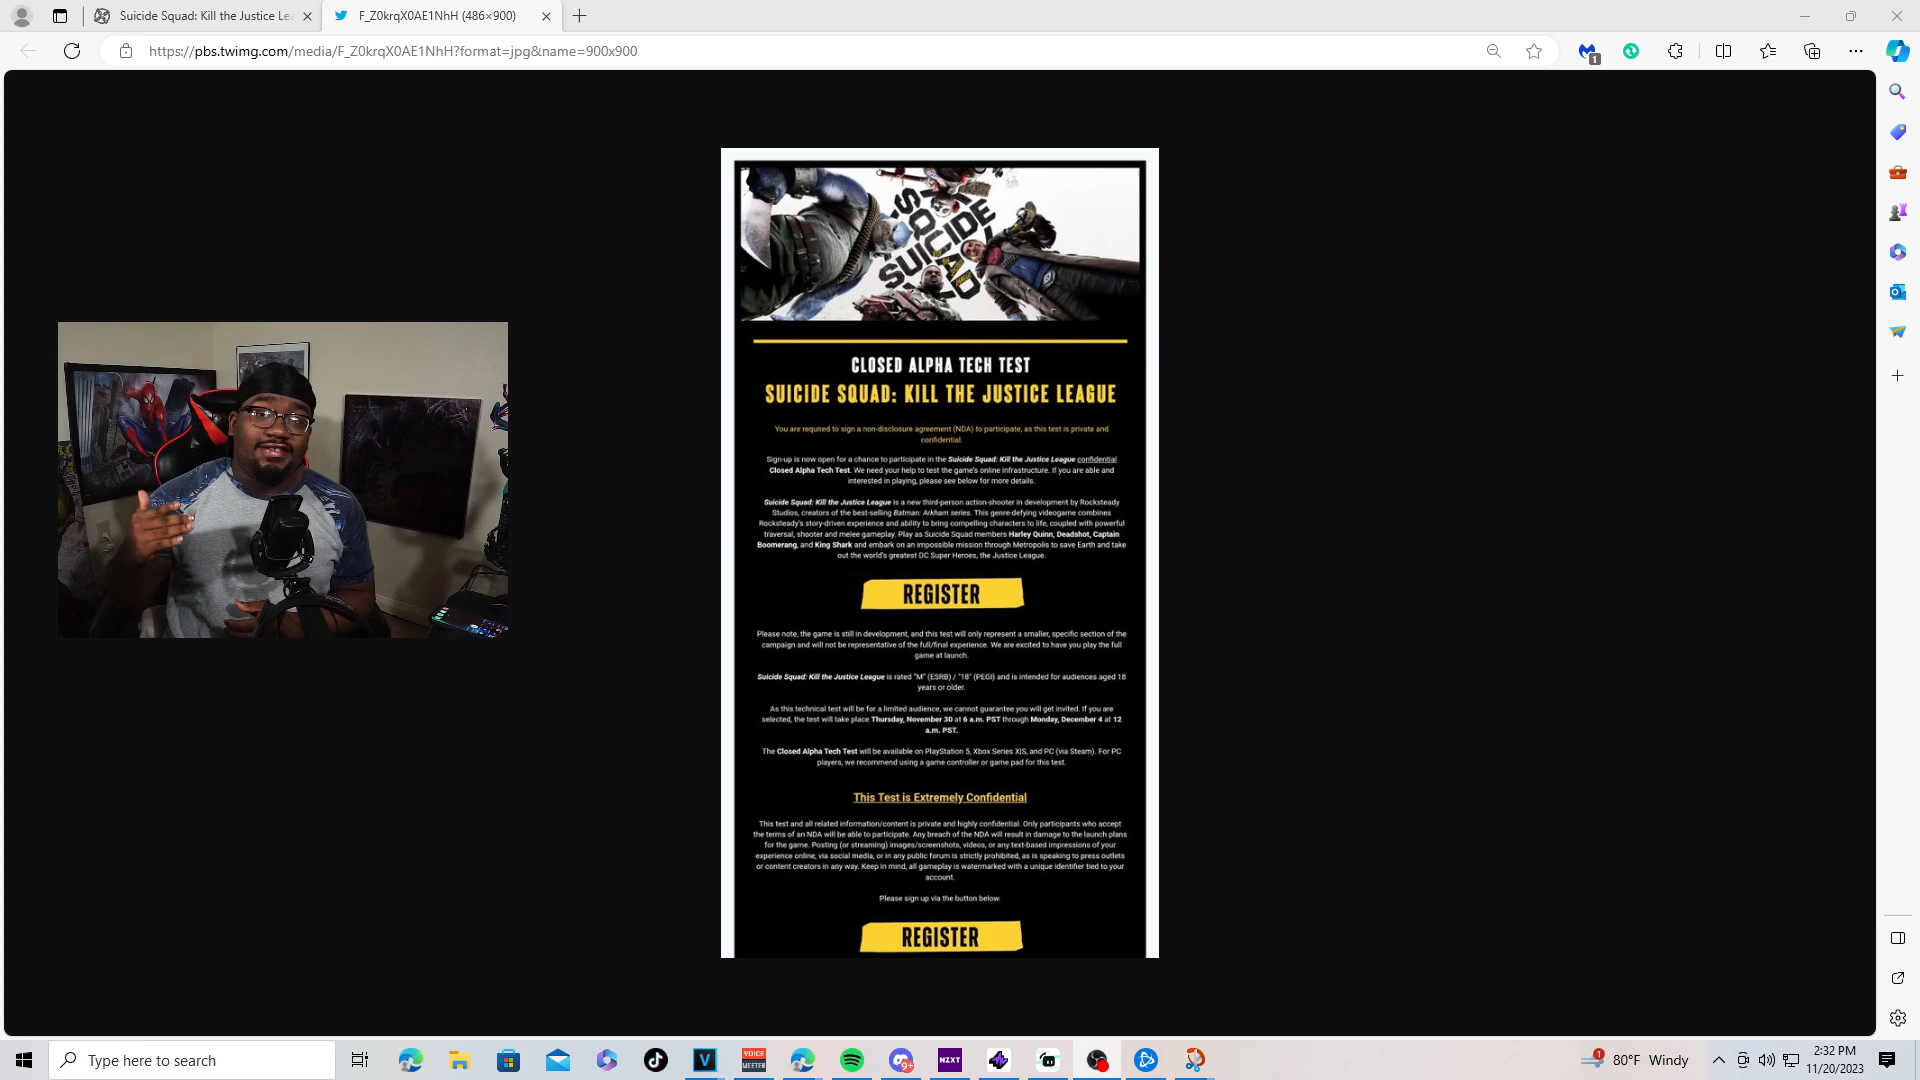 Suicide Squad: Kill the Justice Lea
F_Z0krqX0AE1NhH (486×900)
https://pbs.twimg.com/media/F_Z0krqX0AE1NhH?format=jpg&name=900x900
1
SUICIDE
SQUAD
CLOSED ALPHA TECH TEST
SUICIDE SQUAD: KILL THE JUSTICE LEAGUE
You are required to sign a non-disclosure agreement (NDA) to participate, as this test is private and
confidential.
Sign-up is now open for a chance to participate in the Suicide Squad: Kill the Justice League confidential
Closed Alpha Tech Test. We need your help to test the game's online infrastructure. If you are able and
interested in playing, please see below for more details.
Suicide Squad: Kill the Justice League is a new third-person action-shooter in development by Rocksteady
Studios, creators of the best-selling Batman: Arkham series. This genre-defying videogame combines
Rocksteady's story-driven experience and ability to bring compelling characters to life, coupled with powerful
traversal, shooter and melee gameplay. Play as Suicide Squad members Harley Quinn, Deadshot, Captain
Boomerang, and King Shark and embark on an impossible mission through Metropolis to save Earth and take
out the world's greatest DC Super Heroes, the Justice League.
REGISTER
Please note, the game is still in development, and this test will only represent a smaller, specific section of the
campaign and will not be representative of the full/final experience. We are excited to have you play the full
game at launch.
Suicide Squad: Kill the Justice League is rated "M" (ESRB) / "18" (PEGI) and is intended for audiences aged 18
years or older.
As this technical test will be for a limited audience, we cannot guarantee you will get invited. If you are
selected, the test will take place Thursday, November 30 at 6 a.m. PST through Monday, December 4 at 12
a.m. PST.
The Closed Alpha Tech Test will be available on PlayStation 5, Xbox Series X|S, and PC (via Steam). For PC
players, we recommend using a game controller or game pad for this test.
This Test is Extremely Confidential
This test and all related information/content is private and highly confidential. Only participants who accept
the terms of an NDA will be able to participate. Any breach of the NDA will result in damage to the launch plans
for the game. Posting (or streaming) images/screenshots, videos, or any text-based impressions of your
experience online, via social media, or in any public forum is strictly prohibited, as is speaking to press outlets
or content creators in any way. Keep in mind, all gameplay is watermarked with a unique identifier tied to your
account.
Please sign up via the button below.
REGISTER
Type here to search
V
VOICE
MEETER
9+
NZXT
1
80°F Windy
2:32 PM
11/20/2023